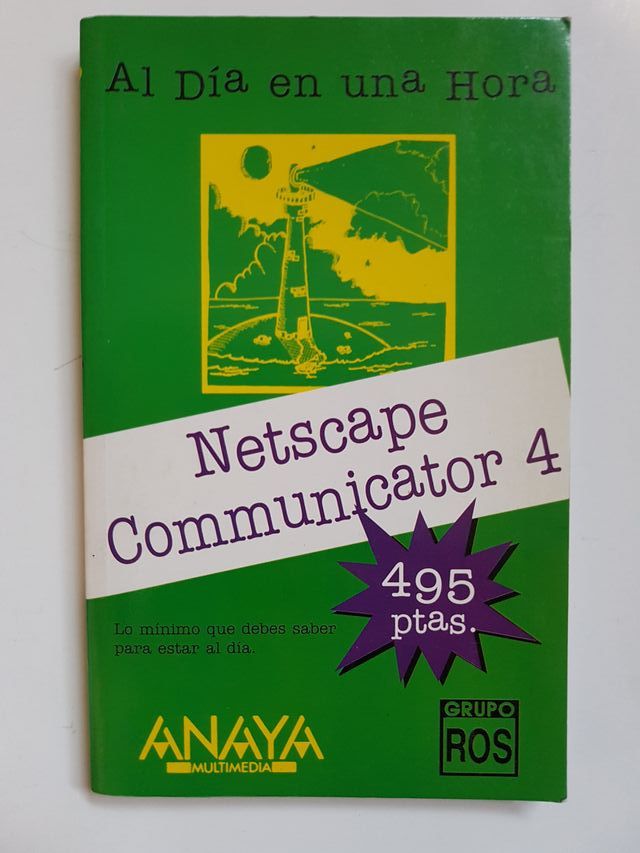 Al Día en una Hora
Netscape
Communicator 4
495
ptas.
Lo mínimo que debes saber
para estar al día.
ANAYA
MULTIMEDIA
GRUPO
ROS